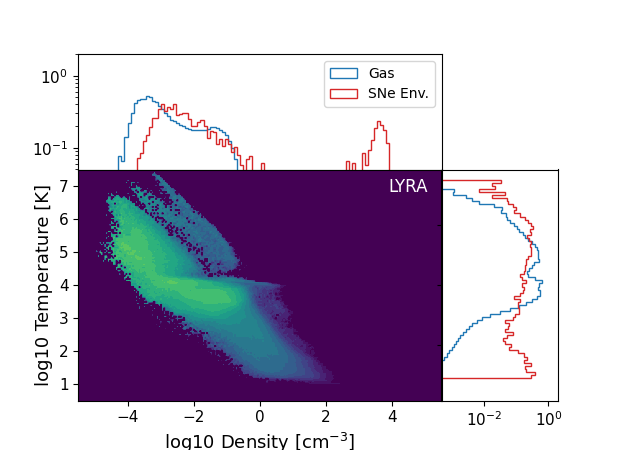 10⁰
10⁻¹
Gas
SNe Env.
LYRA
log10 Temperature [K]
7
6
5
4
3
2
1
−4 −2 0 2 4
10⁻² 10⁰
log10 Density [cm⁻³]